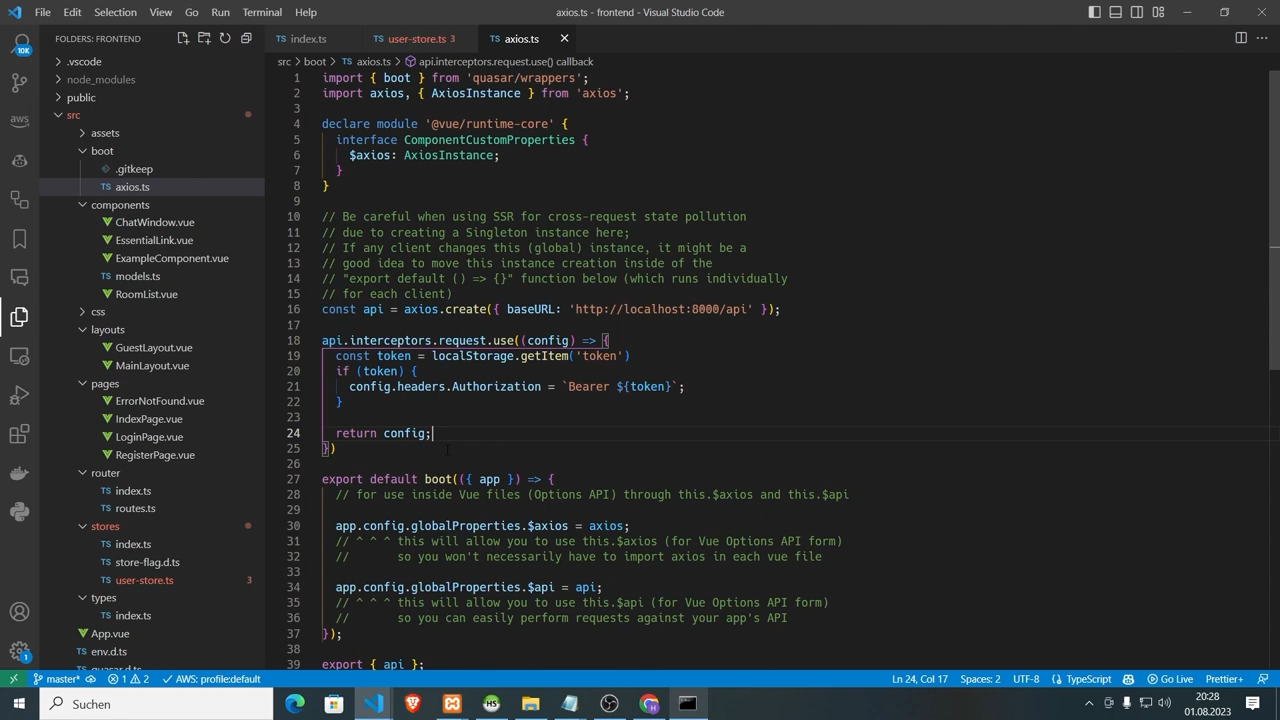 File Edit Selection View Go Run Terminal Help
axios.ts - frontend - Visual Studio Code
FOLDERS: FRONTEND
index.ts
user-store.ts 3
axios.ts
10K
.vscode
node_modules
public
src
assets
boot
.gitkeep
axios.ts
components
ChatWindow.vue
EssentialLink.vue
ExampleComponent.vue
models.ts
RoomList.vue
css
layouts
GuestLayout.vue
MainLayout.vue
pages
ErrorNotFound.vue
IndexPage.vue
LoginPage.vue
RegisterPage.vue
router
index.ts
routes.ts
stores
index.ts
store-flag.d.ts
user-store.ts 3
types
index.ts
App.vue
env.d.ts
quasar.d.ts
aws
1
src > boot > TS axios.ts > api.interceptors.request.use() callback
1 import { boot } from 'quasar/wrappers';
2 import axios, { AxiosInstance } from 'axios';
3
4 declare module '@vue/runtime-core' {
5 interface ComponentCustomProperties {
6 $axios: AxiosInstance;
7 }
8 }
9
10 // Be careful when using SSR for cross-request state pollution
11 // due to creating a Singleton instance here;
12 // If any client changes this (global) instance, it might be a
13 // good idea to move this instance creation inside of the
14 // "export default () => {}" function below (which runs individually
15 // for each client)
16 const api = axios.create({ baseURL: 'http://localhost:8000/api' });
17
18 api.interceptors.request.use((config) => {
19 const token = localStorage.getItem('token')
20 if (token) {
21 config.headers.Authorization = `Bearer ${token}`;
22 }
23
24 return config;
25 })
26
27 export default boot(({ app }) => {
28 // for use inside Vue files (Options API) through this.$axios and this.$api
29
30 app.config.globalProperties.$axios = axios;
31 // ^ ^ ^ this will allow you to use this.$axios (for Vue Options API form)
32 // so you won't necessarily have to import axios in each vue file
33
34 app.config.globalProperties.$api = api;
35 // ^ ^ ^ this will allow you to use this.$api (for Vue Options API form)
36 // so you can easily perform requests against your app's API
37 });
38
39 export { api };
master* 1 2 AWS: profile:default
Ln 24, Col 17 Spaces: 2 UTF-8 { } TypeScript Go Live Prettier+
Suchen
20:28
01.08.2023